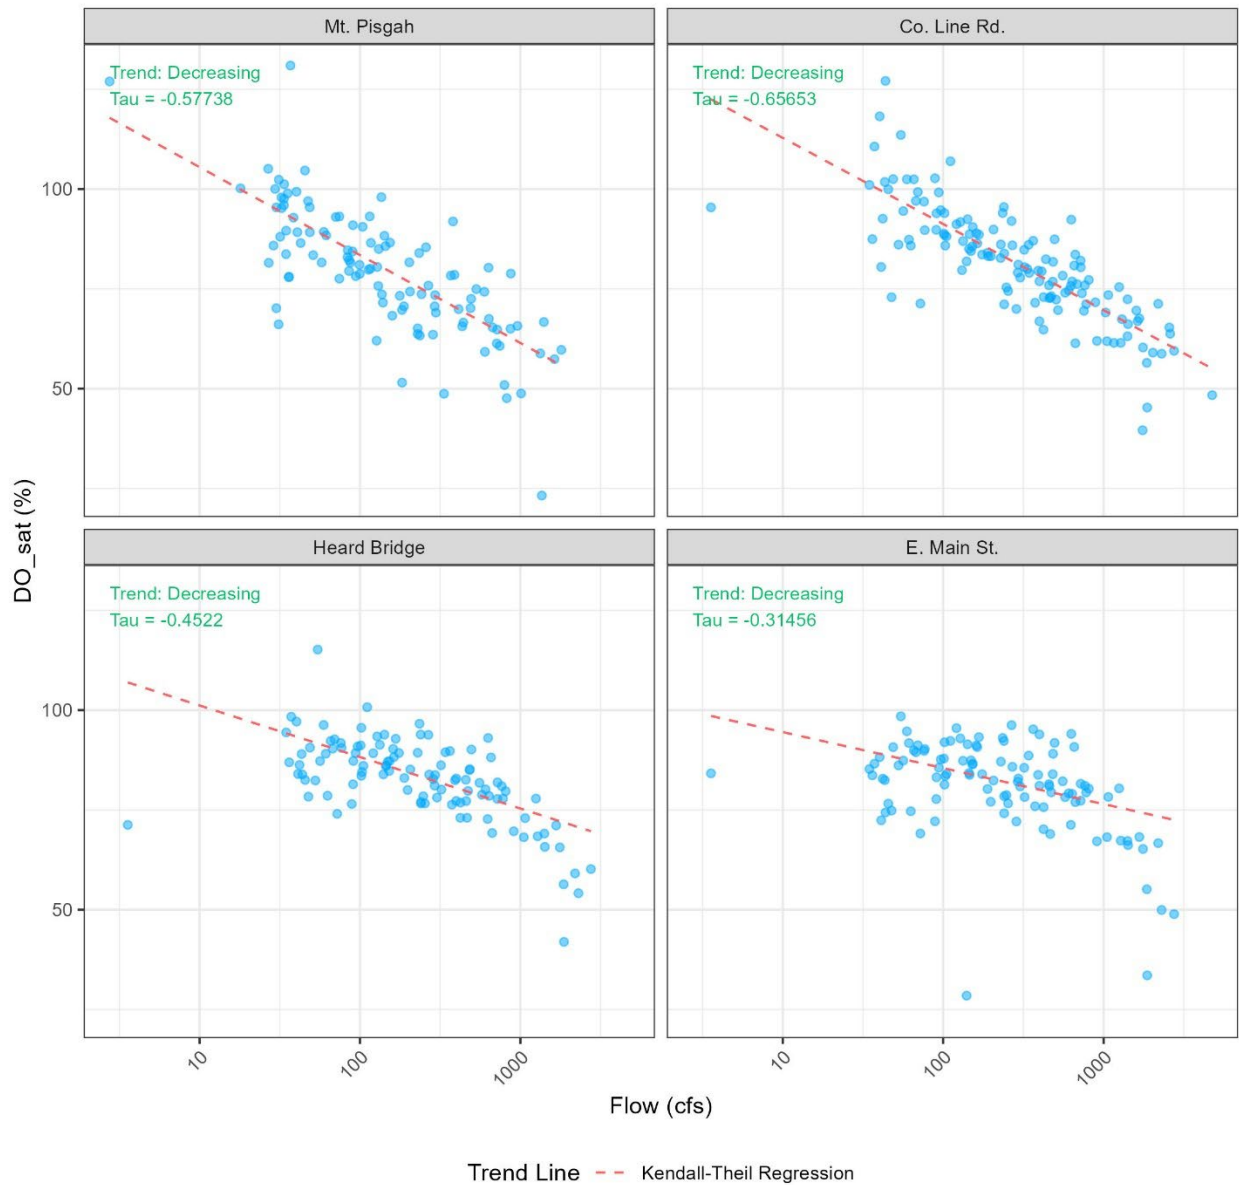 Mt. Pisgah
Co. Line Rd.
Trend: Decreasing
Tau = -0.57738
Trend: Decreasing
Tau = -0.65653
100
50
Heard Bridge
E. Main St.
Trend: Decreasing
Tau = -0.4522
Trend: Decreasing
Tau = -0.31456
100
50
DO_sat (%)
10
100
1000
10
100
1000
Flow (cfs)
Trend Line
Kendall-Theil Regression